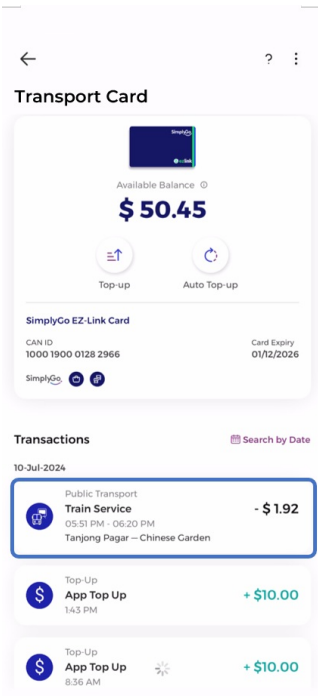 ?
Transport Card
SimplyGo
ez-link
Available Balance
$ 50.45
Top-up
Auto Top-up
SimplyGo EZ-Link Card
CAN ID
Card Expiry
1000 1900 0128 2966
01/12/2026
SimplyGo
Transactions
Search by Date
10-Jul-2024
Public Transport
Train Service
- $ 1.92
05:51 PM - 06:20 PM
Tanjong Pagar – Chinese Garden
$
Top-Up
App Top Up
+ $10.00
1:43 PM
$
Top-Up
App Top Up
+ $10.00
8:36 AM